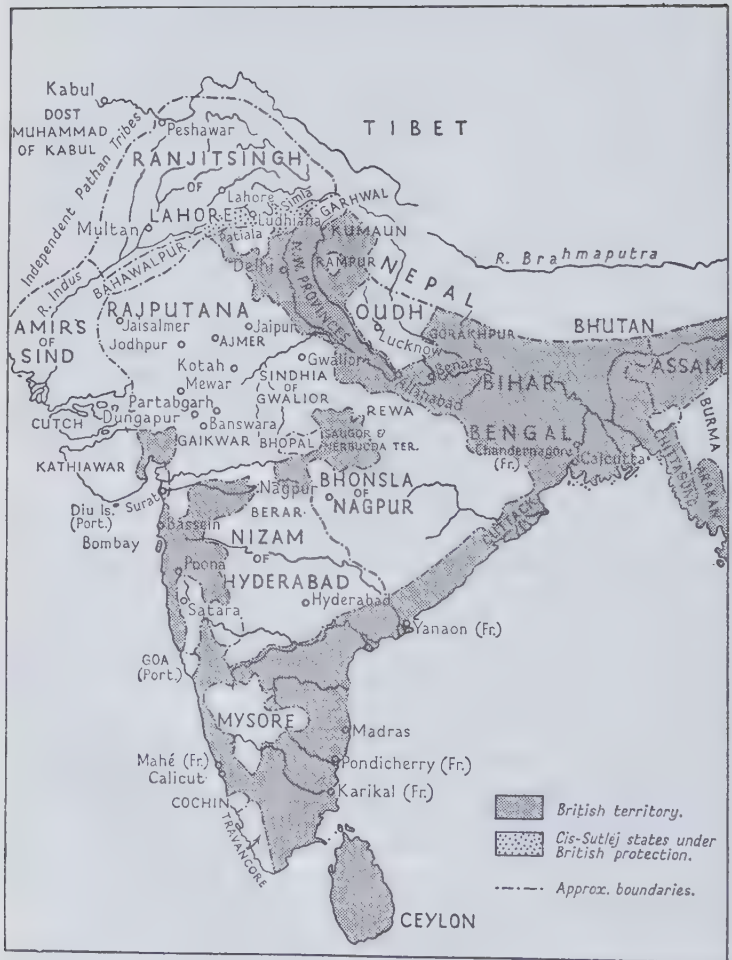 Kabul
DOST
MUHAMMAD
OF KABUL
Independent Pathan Tribes
Peshawar
TIBET
RANJITSINGH
OF
LAHORE
Lahore
Simla
Ludhiana
Patiala
GARHWAL
KUMAUN
Multan
R. Indus
BAHAWALPUR
Delhi
RAMPUR
N.W. PROVINCES
NEPAL
R. Brahmaputra
AMIRS
OF
SIND
RAJPUTANA
Jaisalmer
Jaipur
Jodhpur
AJMER
OUDH
Lucknow
GORAKHPUR
BHUTAN
ASSAM
Kotah
Mewar
Gwalior
SINDHIA
OF
GWALIOR
Allahabad
Benares
BIHAR
BURMA
Partabgarh
Dungapur
Banswara
CUTCH
GAIKWAR
BHOPAL
REWA
SAUGOR &
NERBUDDA TER.
BENGAL
Chandernagore
(Fr.)
Calcutta
CHITTAGONG
ARAKAN
KATHIAWAR
Diu Is.
(Port.)
Surat
Nagpur
BERAR
BHONSLA
OF
NAGPUR
CUTTACK
Bassein
Bombay
NIZAM
OF
HYDERABAD
Poona
Satara
Hyderabad
Yanaon (Fr.)
GOA
(Port.)
MYSORE
Madras
Mahé (Fr.)
Calicut
Pondicherry (Fr.)
Karikal (Fr.)
COCHIN
TRAVANCORE
CEYLON
British territory.
Cis-Sutlej states under
British protection.
Approx. boundaries.